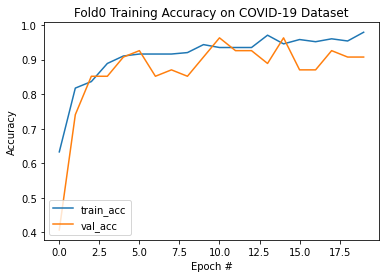 Fold0 Training Accuracy on COVID-19 Dataset
1.0
0.9
0.8
0.7
0.6
0.5
0.4
Accuracy
train_acc
val_acc
0.0 2.5 5.0 7.5 10.0 12.5 15.0 17.5
Epoch #